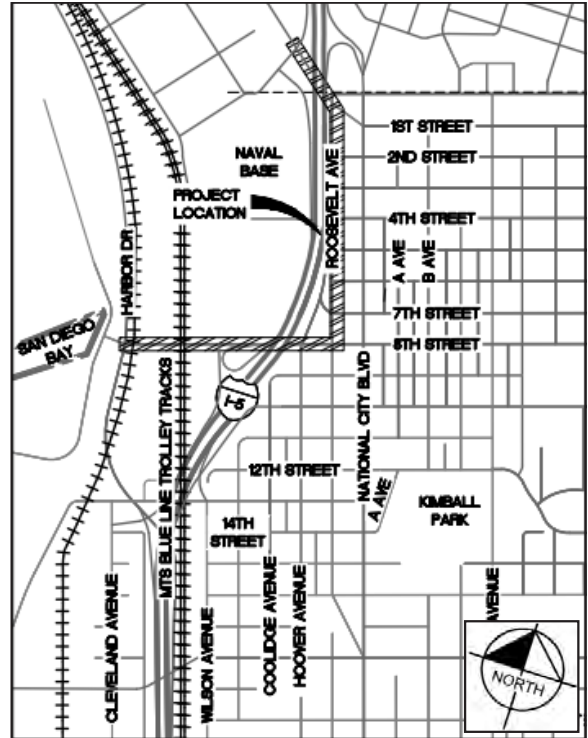 1ST STREET
2ND STREET
NAVAL
BASE
PROJECT
LOCATION
ROOSEVELT AVE
4TH STREET
A AVE
B AVE
HARBOR DR
7TH STREET
8TH STREET
SAN DIEGO
BAY
MTS BLUE LINE TROLLEY TRACKS
I-5
NATIONAL CITY BLVD
12TH STREET
A AVE
KIMBALL
PARK
14TH
STREET
CLEVELAND AVENUE
WILSON AVENUE
COOLIDGE AVENUE
HOOVER AVENUE
AVENUE
NORTH